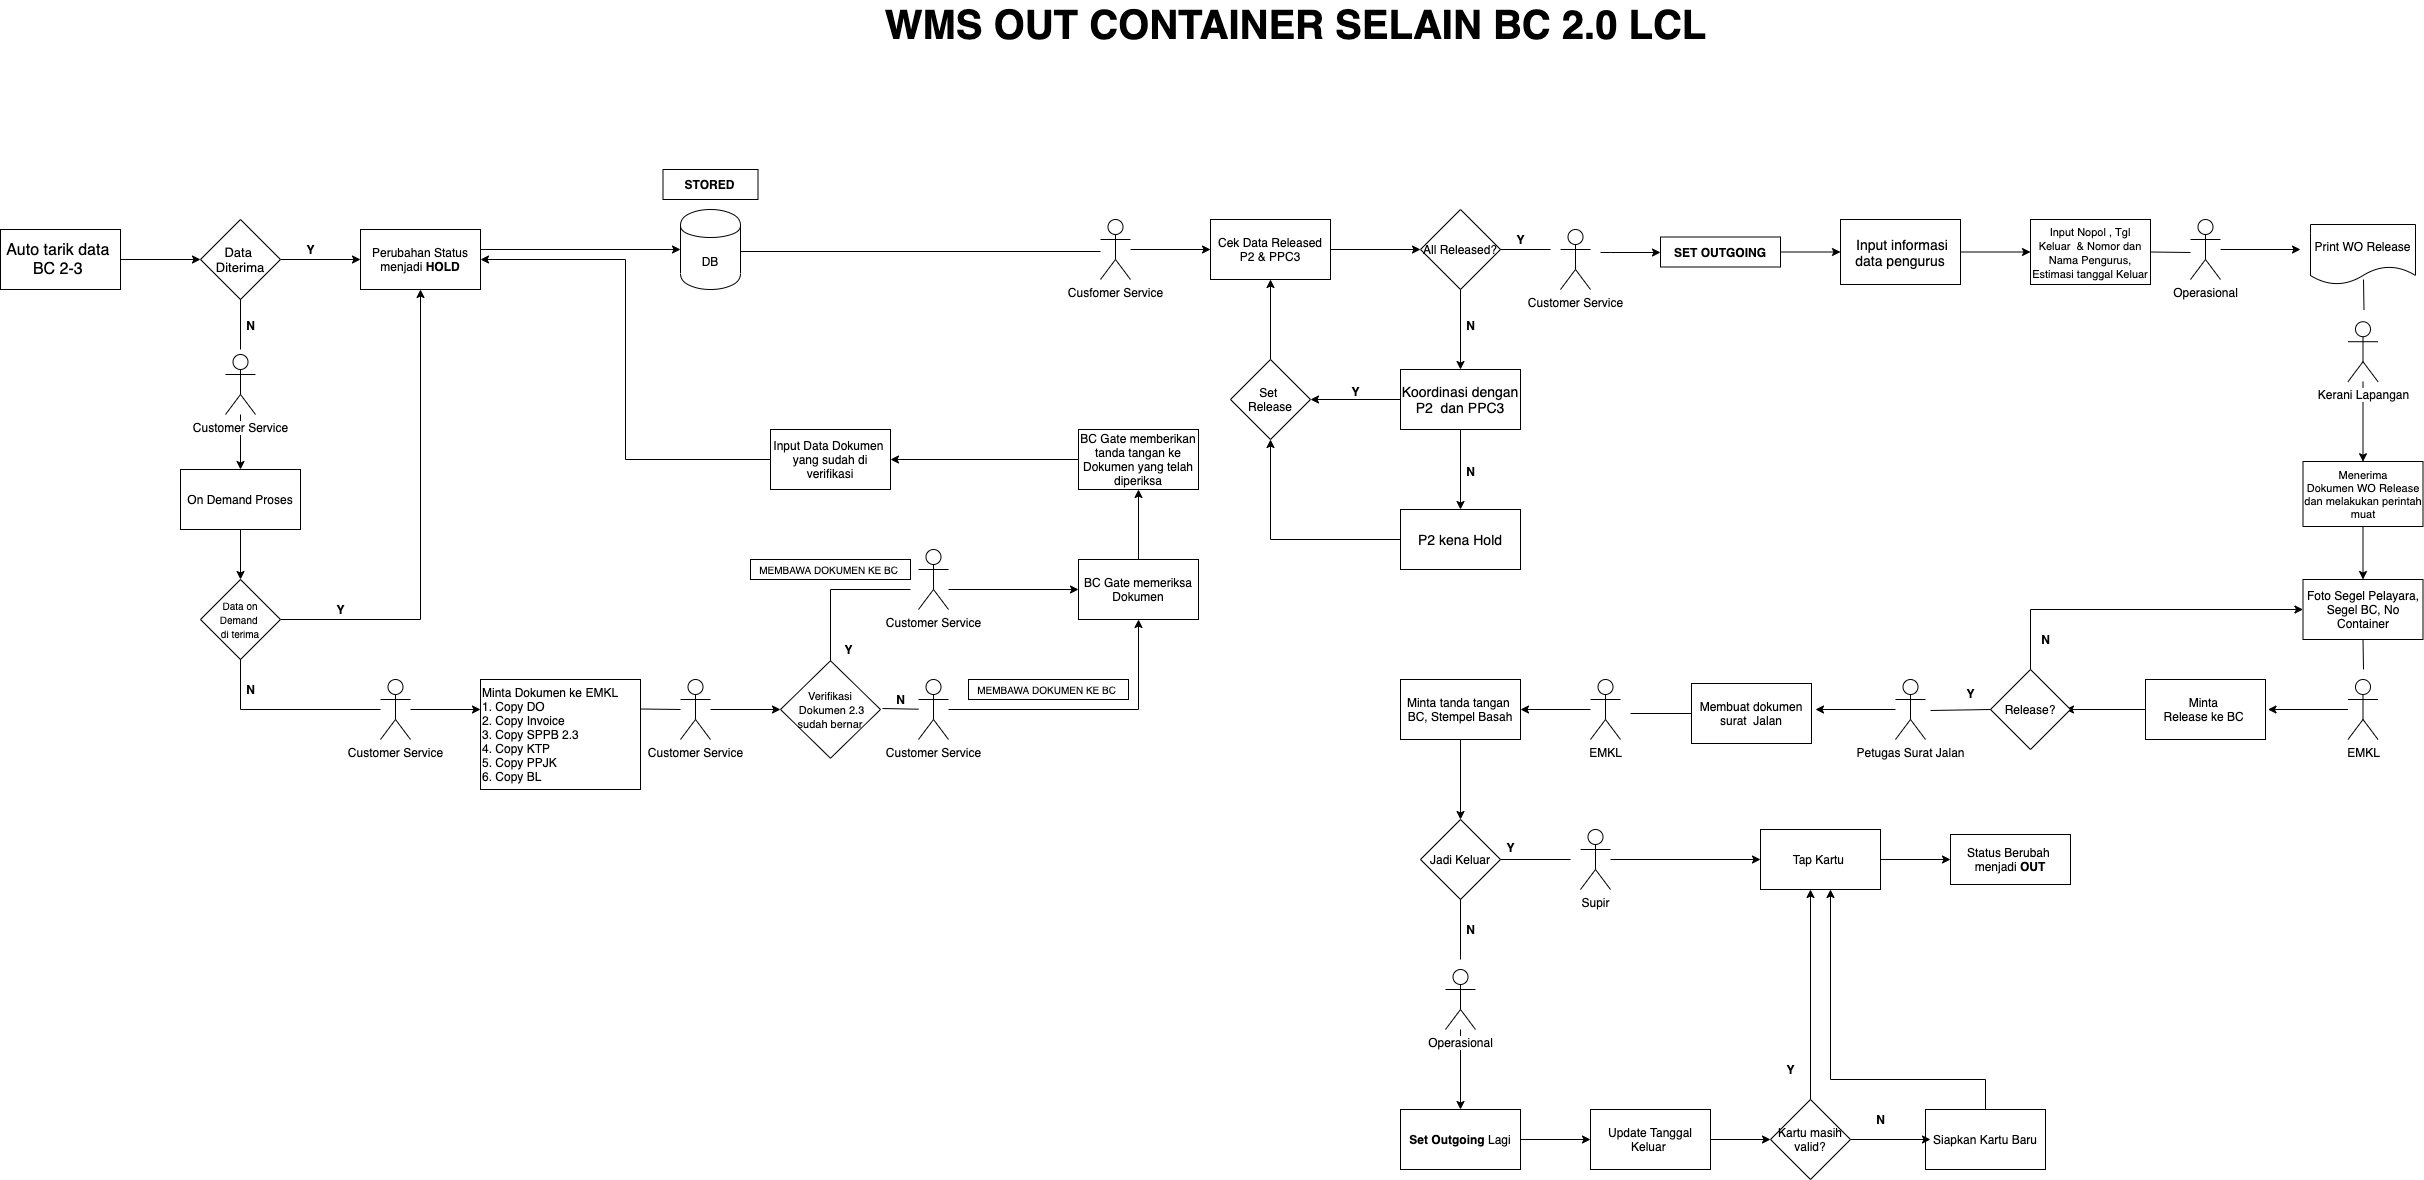 WMS OUT CONTAINER SELAIN BC 2.0 LCL
STORED
Auto tarik data
BC 2-3
Data
Diterima
Y
Perubahan Status
menjadi HOLD
DB
Cusfomer Service
Cek Data Released
P2 & PPC3
All Released?
Y
Customer Service
SET OUTGOING
Input informasi
data pengurus
Input Nopol , Tgl
Keluar & Nomor dan
Nama Pengurus,
Estimasi tanggal Keluar
Operasional
Print WO Release
N
Customer Service
On Demand Proses
Data on
Demand
di terima
Y
N
Customer Service
Minta Dokumen ke EMKL
1. Copy DO
2. Copy Invoice
3. Copy SPPB 2.3
4. Copy KTP
5. Copy PPJK
6. Copy BL
Customer Service
Verifikasi
Dokumen 2.3
sudah bernar
Y
MEMBAWA DOKUMEN KE BC
Customer Service
N
Customer Service
MEMBAWA DOKUMEN KE BC
BC Gate memeriksa
Dokumen
BC Gate memberikan
tanda tangan ke
Dokumen yang telah
diperiksa
Input Data Dokumen
yang sudah di
verifikasi
N
Koordinasi dengan
P2 dan PPC3
Y
Set
Release
N
P2 kena Hold
Kerani Lapangan
Menerima
Dokumen WO Release
dan melakukan perintah
muat
Foto Segel Pelayara,
Segel BC, No
Container
EMKL
Minta
Release ke BC
Release?
N
Y
Petugas Surat Jalan
Membuat dokumen
surat Jalan
EMKL
Minta tanda tangan
BC, Stempel Basah
Jadi Keluar
Y
Supir
Tap Kartu
Status Berubah
menjadi OUT
N
Operasional
Set Outgoing Lagi
Update Tanggal
Keluar
Kartu masih
valid?
Y
N
Siapkan Kartu Baru